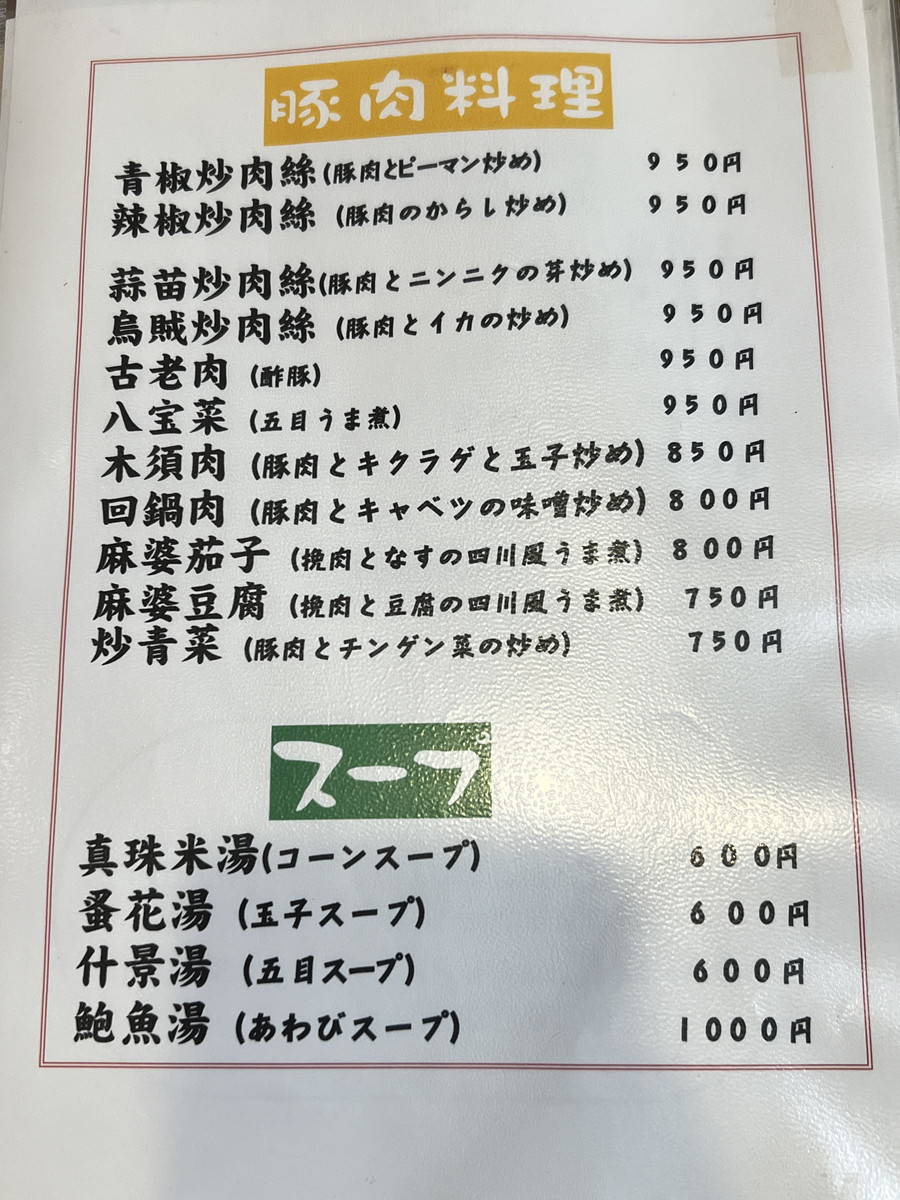 豚肉料理
青椒炒肉絲(豚肉とピーマン炒め) 950円
辣椒炒肉絲 (豚肉のからし炒め) 950円
蒜苗炒肉絲(豚肉とニンニクの芽炒め) 950円
烏賊炒肉絲 (豚肉とイカの炒め) 950円
古老肉 (酢豚) 950円
八宝菜 (五目うま煮) 950円
木須肉 (豚肉とキクラゲと玉子炒め) 850円
回鍋肉 (豚肉とキャベツの味噌炒め) 800円
麻婆茄子 (挽肉となすの四川風うま煮) 800円
麻婆豆腐 (挽肉と豆腐の四川風うま煮) 750円
炒青菜 (豚肉とチンゲン菜の炒め) 750円
スープ
真珠米湯(コーンスープ) 600円
蚤花湯 (玉子スープ) 600円
什景湯 (五目スープ) 600円
鮑魚湯 (あわびスープ) 1000円